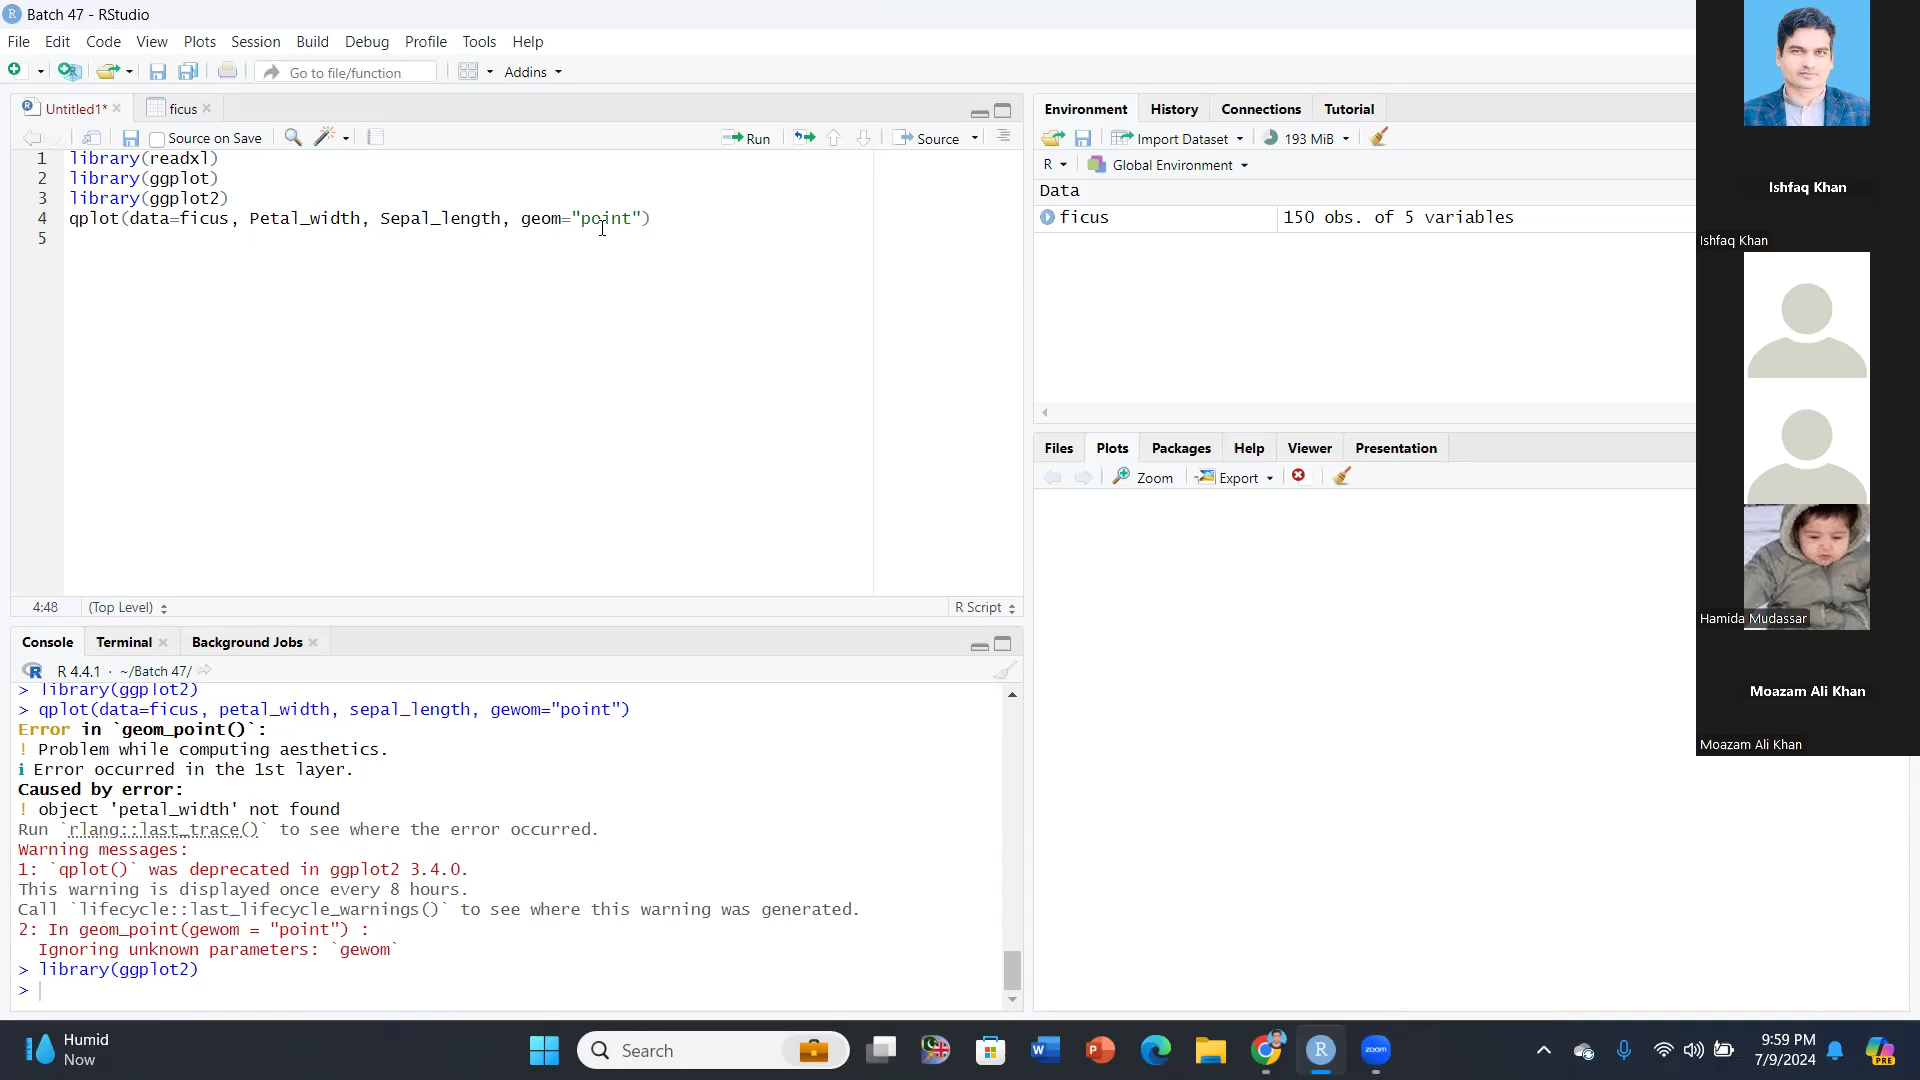 Batch 47 - RStudio
File Edit Code View Plots Session Build Debug Profile Tools Help
Go to file/function
Addins
Untitled1*
ficus
Source on Save
Run
Source
1 library(readxl)
2 library(ggplot)
3 library(ggplot2)
4 qplot(data=ficus, Petal_width, Sepal_length, geom="point")
5
4:48
(Top Level)
R Script
Console
Terminal
Background Jobs
R 4.4.1 · ~/Batch 47/
> library(ggplot2)
> qplot(data=ficus, petal_width, sepal_length, gewom="point")
Error in `geom_point()`:
! Problem while computing aesthetics.
ℹ Error occurred in the 1st layer.
Caused by error:
! object 'petal_width' not found
Run `rlang::last_trace()` to see where the error occurred.
Warning messages:
1: `qplot()` was deprecated in ggplot2 3.4.0.
This warning is displayed once every 8 hours.
Call `lifecycle::last_lifecycle_warnings()` to see where this warning was generated.
2: In geom_point(gewom = "point") :
Ignoring unknown parameters: `gewom`
> library(ggplot2)
>
Environment
History
Connections
Tutorial
Import Dataset
193 MiB
R
Global Environment
Data
ficus
150 obs. of 5 variables
Files
Plots
Packages
Help
Viewer
Presentation
Zoom
Export
Ishfaq Khan
Ishfaq Khan
Hamida Mudassar
Moazam Ali Khan
Moazam Ali Khan
Humid
Now
Search
zoom
9:59 PM
7/9/2024
PRE